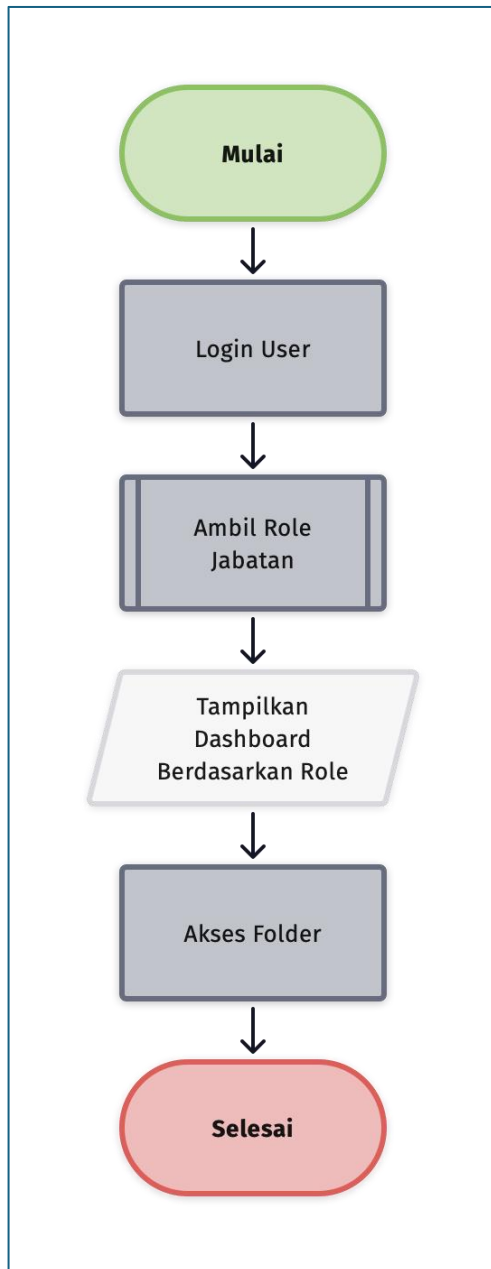 Mulai
Login User
Ambil Role
Jabatan
Tampilkan
Dashboard
Berdasarkan Role
Akses Folder
Selesai